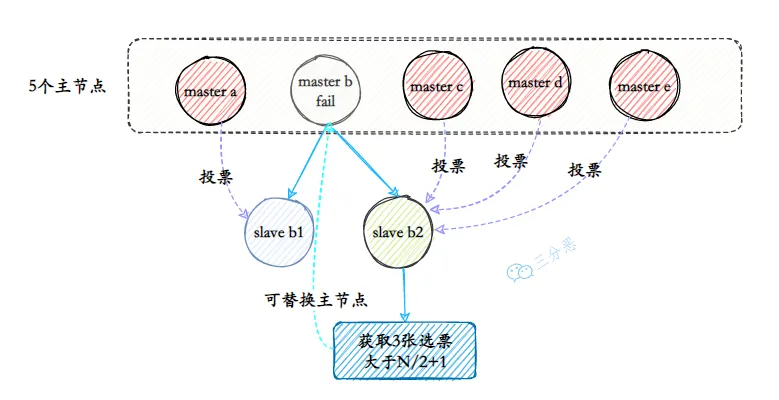 5个主节点
master a
master b
fail
master c
master d
master e
投票
投票
投票
投票
slave b1
slave b2
三分恶
可替换主节点
获取3张选票
大于N/2+1